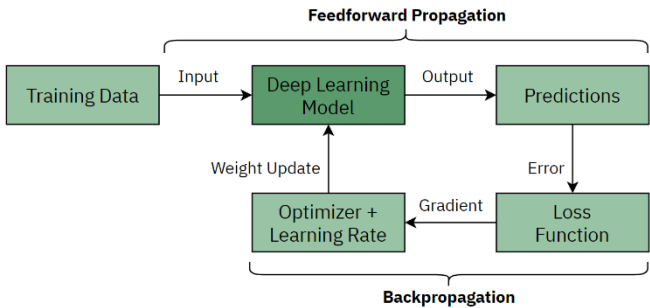 Feedforward Propagation
Input
Output
Training Data
Deep Learning
Model
Predictions
Weight Update
Error
Optimizer +
Learning Rate
Gradient
Loss
Function
Backpropagation